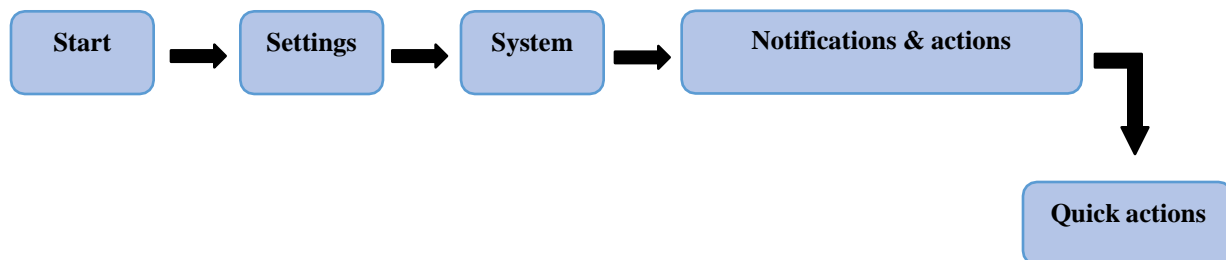 Start
Settings
System
Notifications & actions
Quick actions